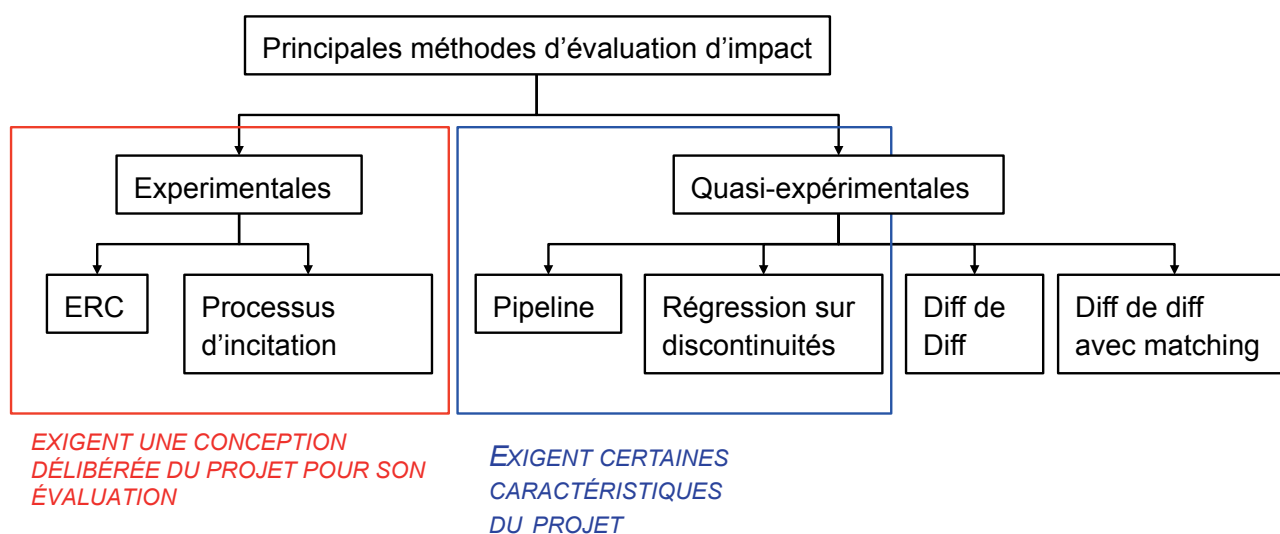 Principales méthodes d’évaluation d’impact
Experimentales
Quasi-expérimentales
ERC
Processus
d’incitation
Pipeline
Régression sur
discontinuités
Diff de
Diff
Diff de diff
avec matching
EXIGENT UNE CONCEPTION
DÉLIBÉRÉE DU PROJET POUR SON
ÉVALUATION
EXIGENT CERTAINES
CARACTÉRISTIQUES
DU PROJET